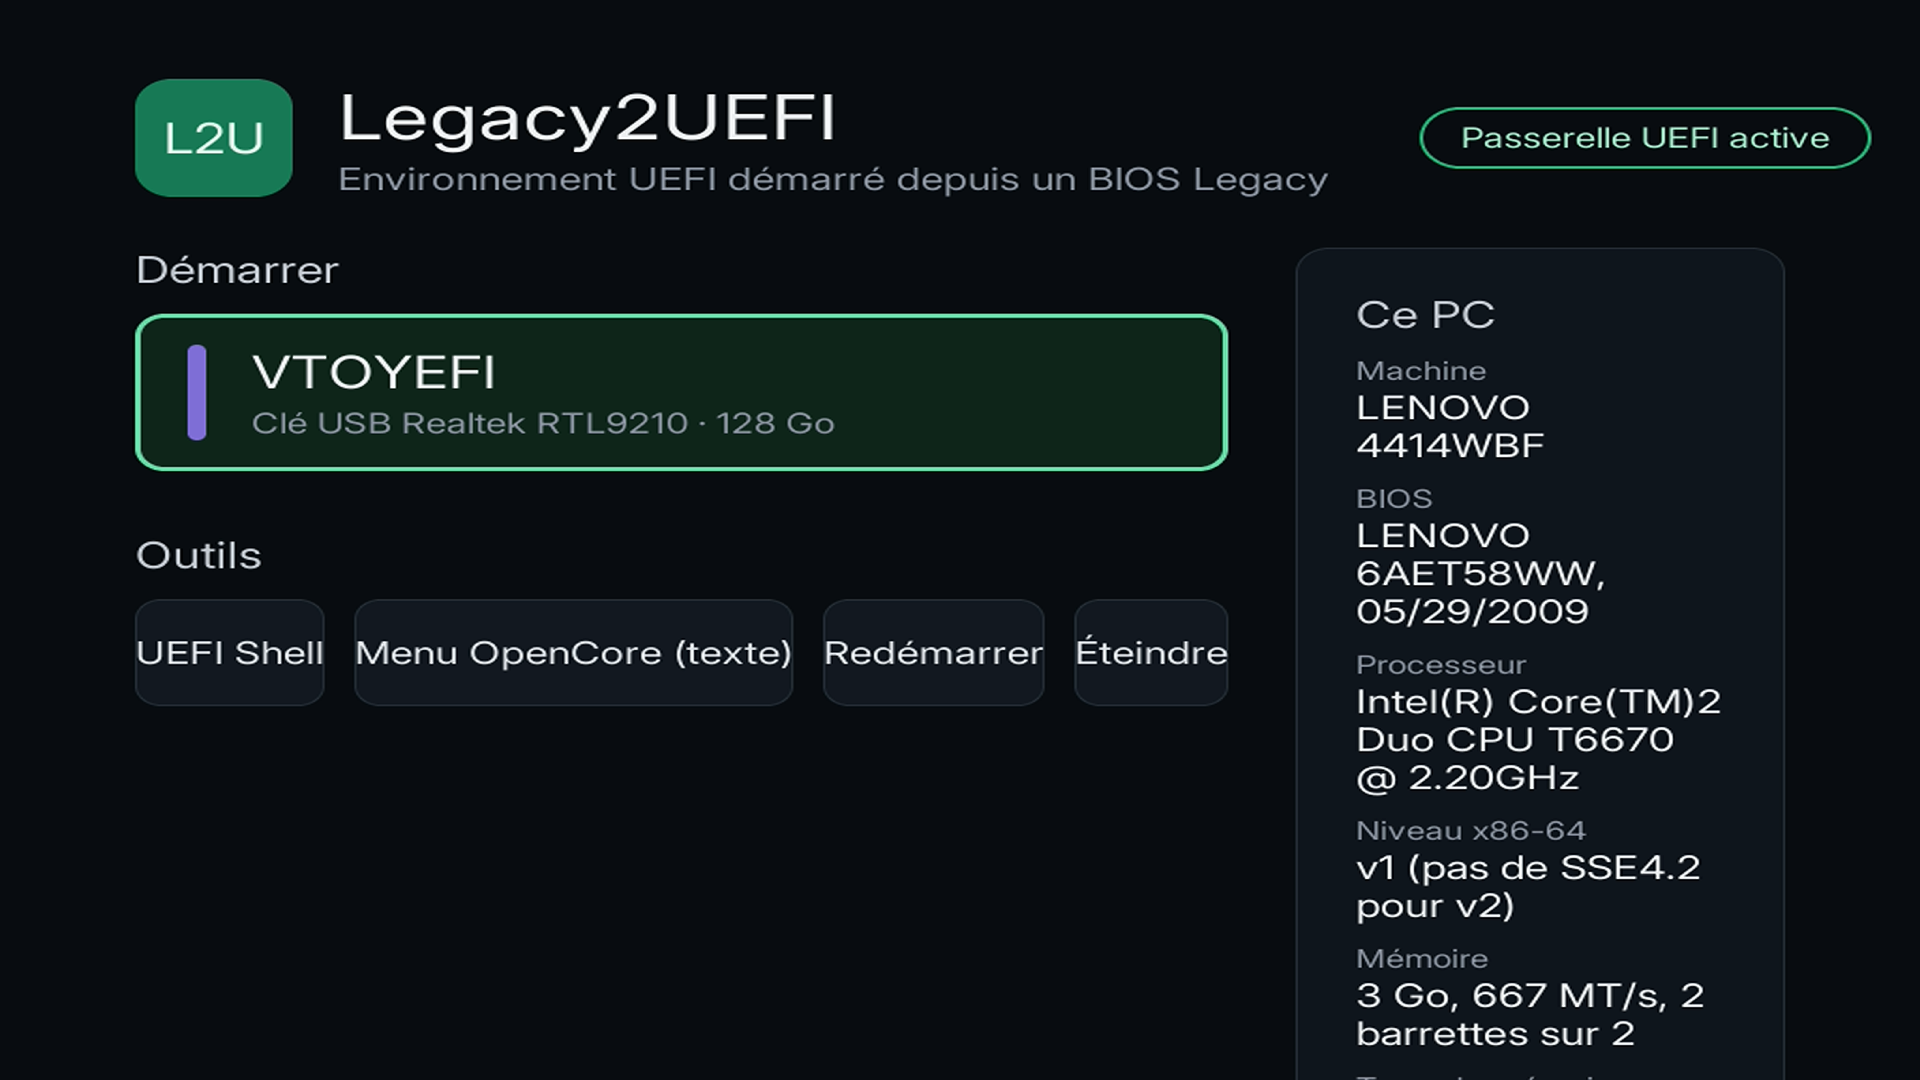 L2U
Legacy2UEFI
Environnement UEFI démarré depuis un BIOS Legacy
Passerelle UEFI active
Démarrer
VTOYEFI
Clé USB Realtek RTL9210 · 128 Go
Outils
UEFI Shell
Menu OpenCore (texte)
Redémarrer
Éteindre
Ce PC
Machine
LENOVO
4414WBF
BIOS
LENOVO
6AET58WW,
05/29/2009
Processeur
Intel(R) Core(TM)2
Duo CPU T6670
@ 2.20GHz
Niveau x86-64
v1 (pas de SSE4.2
pour v2)
Mémoire
3 Go, 667 MT/s, 2
barrettes sur 2